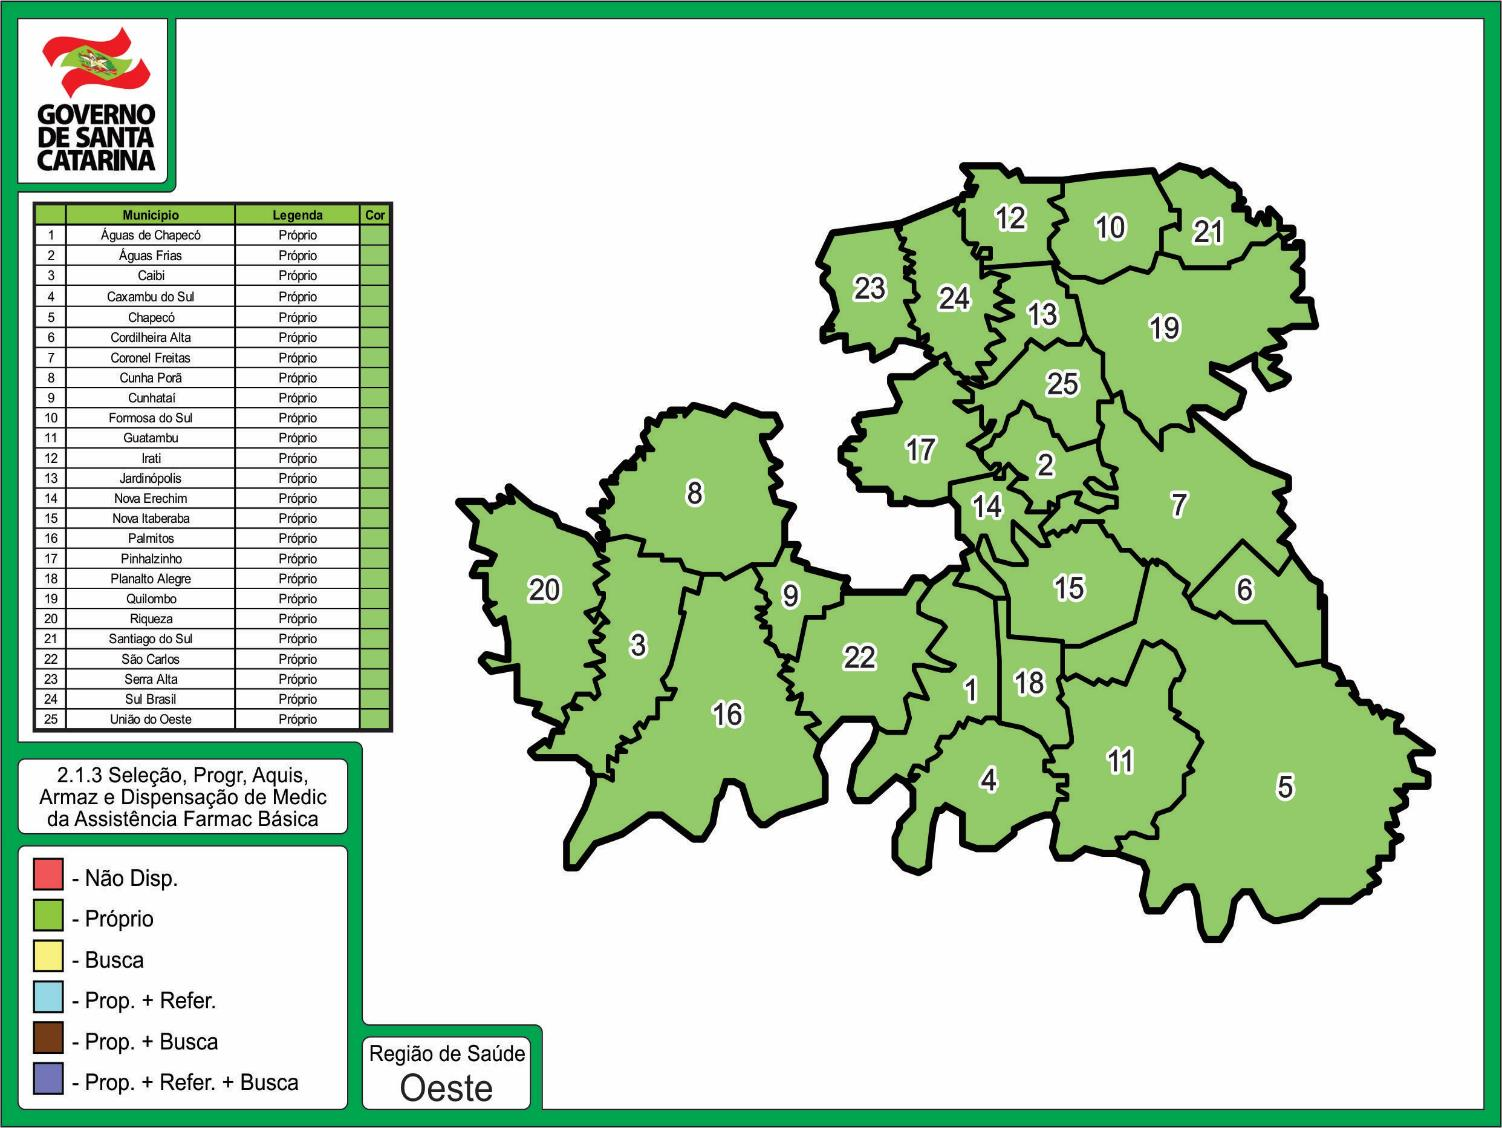 GOVERNO
DE SANTA
CATARINA
Município Legenda Cor
1 Águas de Chapecó Próprio
2 Águas Frias Próprio
3 Caibi Próprio
4 Caxambu do Sul Próprio
5 Chapecó Próprio
6 Cordilheira Alta Próprio
7 Coronel Freitas Próprio
8 Cunha Porã Próprio
9 Cunhataí Próprio
10 Formosa do Sul Próprio
11 Guatambu Próprio
12 Irati Próprio
13 Jardinópolis Próprio
14 Nova Erechim Próprio
15 Nova Itaberaba Próprio
16 Palmitos Próprio
17 Pinhalzinho Próprio
18 Planalto Alegre Próprio
19 Quilombo Próprio
20 Riqueza Próprio
21 Santiago do Sul Próprio
22 São Carlos Próprio
23 Serra Alta Próprio
24 Sul Brasil Próprio
25 União do Oeste Próprio
2.1.3 Seleção, Progr, Aquis,
Armaz e Dispensação de Medic
da Assistência Farmac Básica
- Não Disp.
- Próprio
- Busca
- Prop. + Refer.
- Prop. + Busca
- Prop. + Refer. + Busca
Região de Saúde
Oeste
12
10
21
23
24
13
19
25
17
2
8
14
7
20
9
15
6
3
22
1
18
16
4
11
5